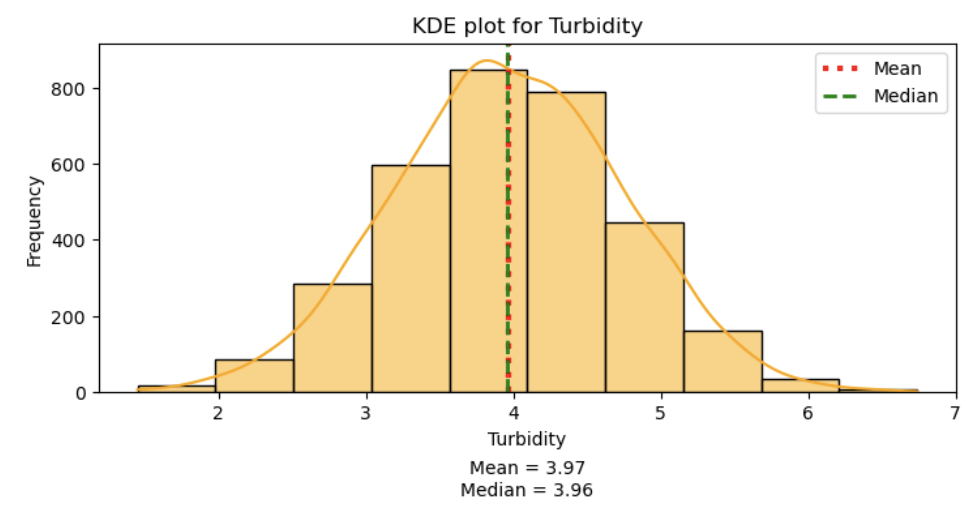 KDE plot for Turbidity
Mean
Median
800
600
400
200
0
Frequency
2 3 4 5 6 7
Turbidity
Mean = 3.97
Median = 3.96